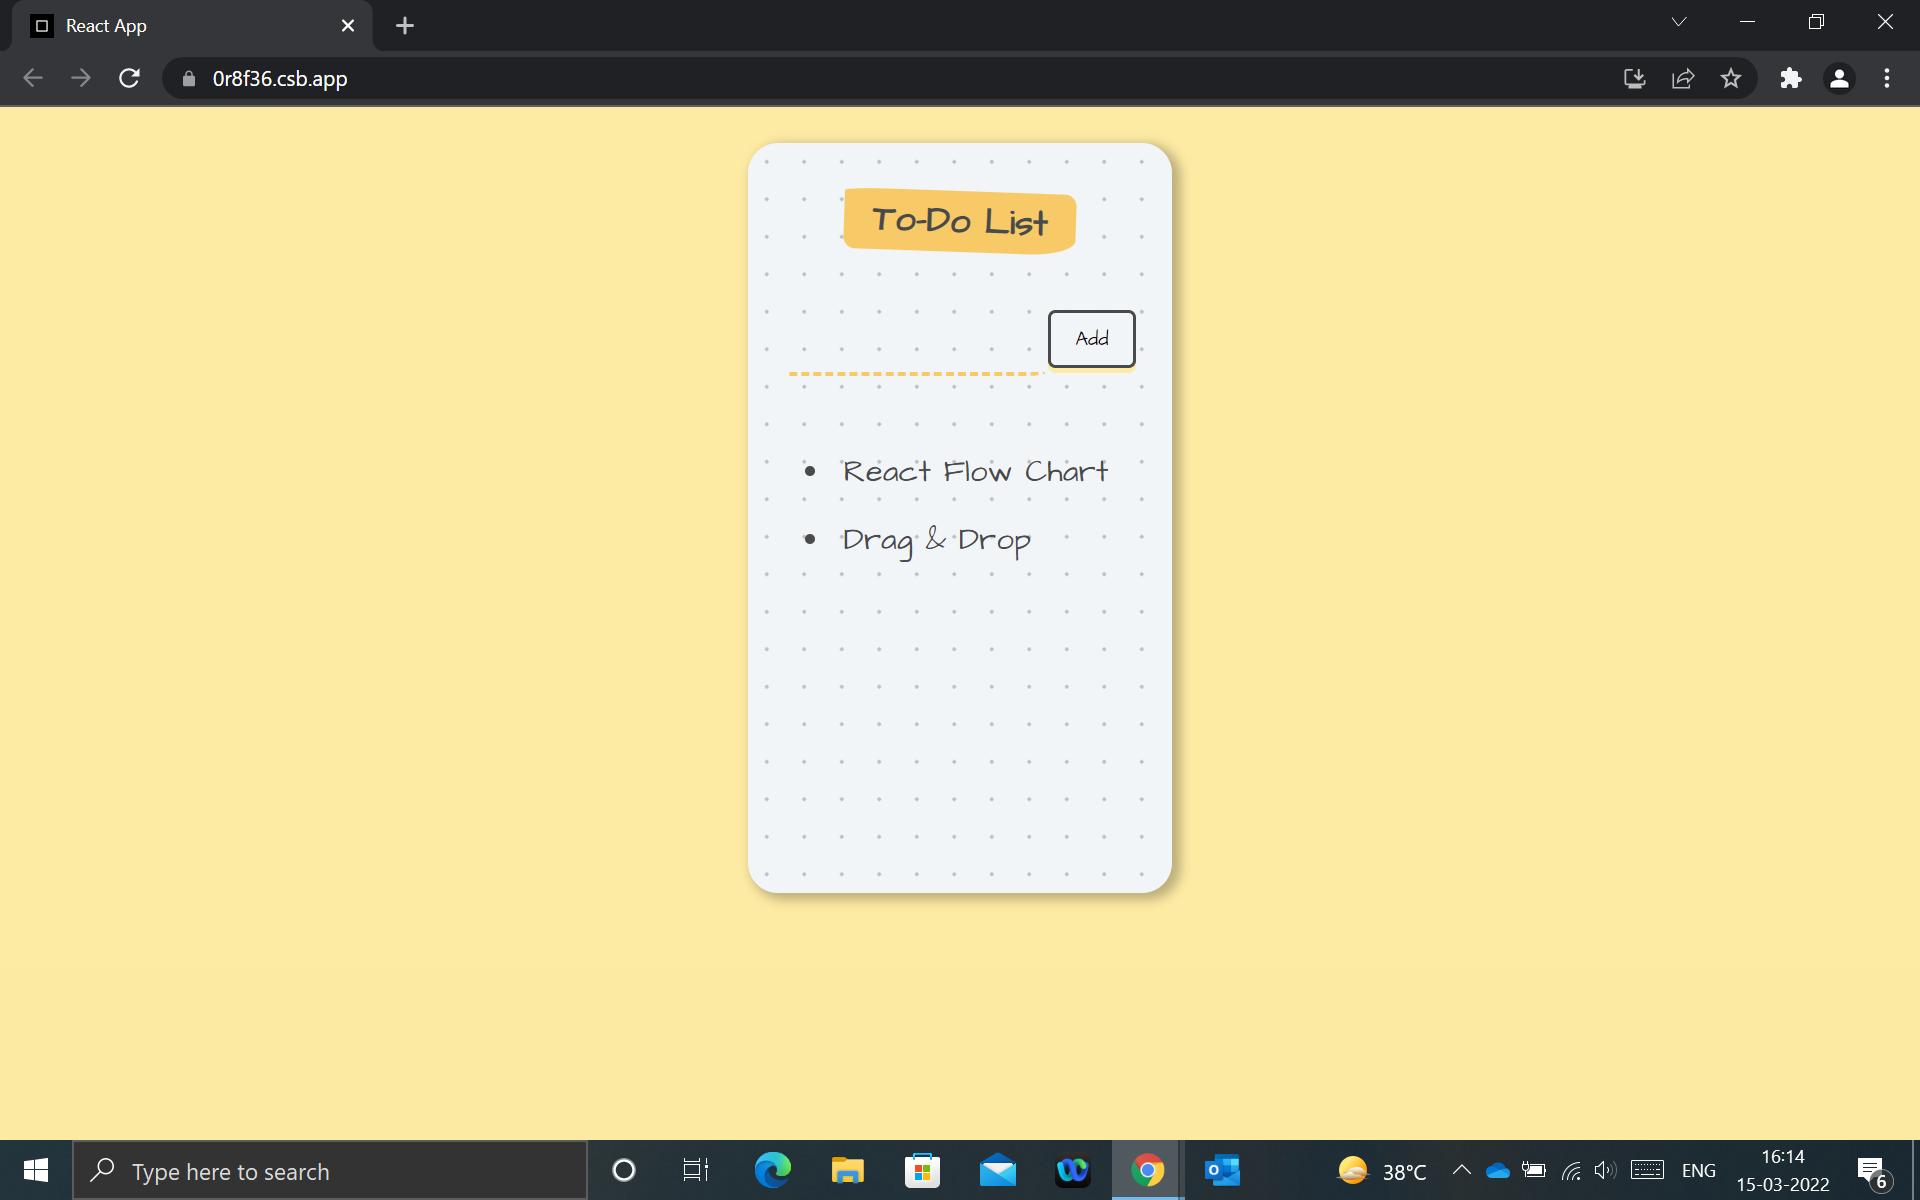 React App
0r8f36.csb.app
To-Do List
Add
React Flow Chart
Drag & Drop
Type here to search
38°C
ENG
16:14
15-03-2022
6